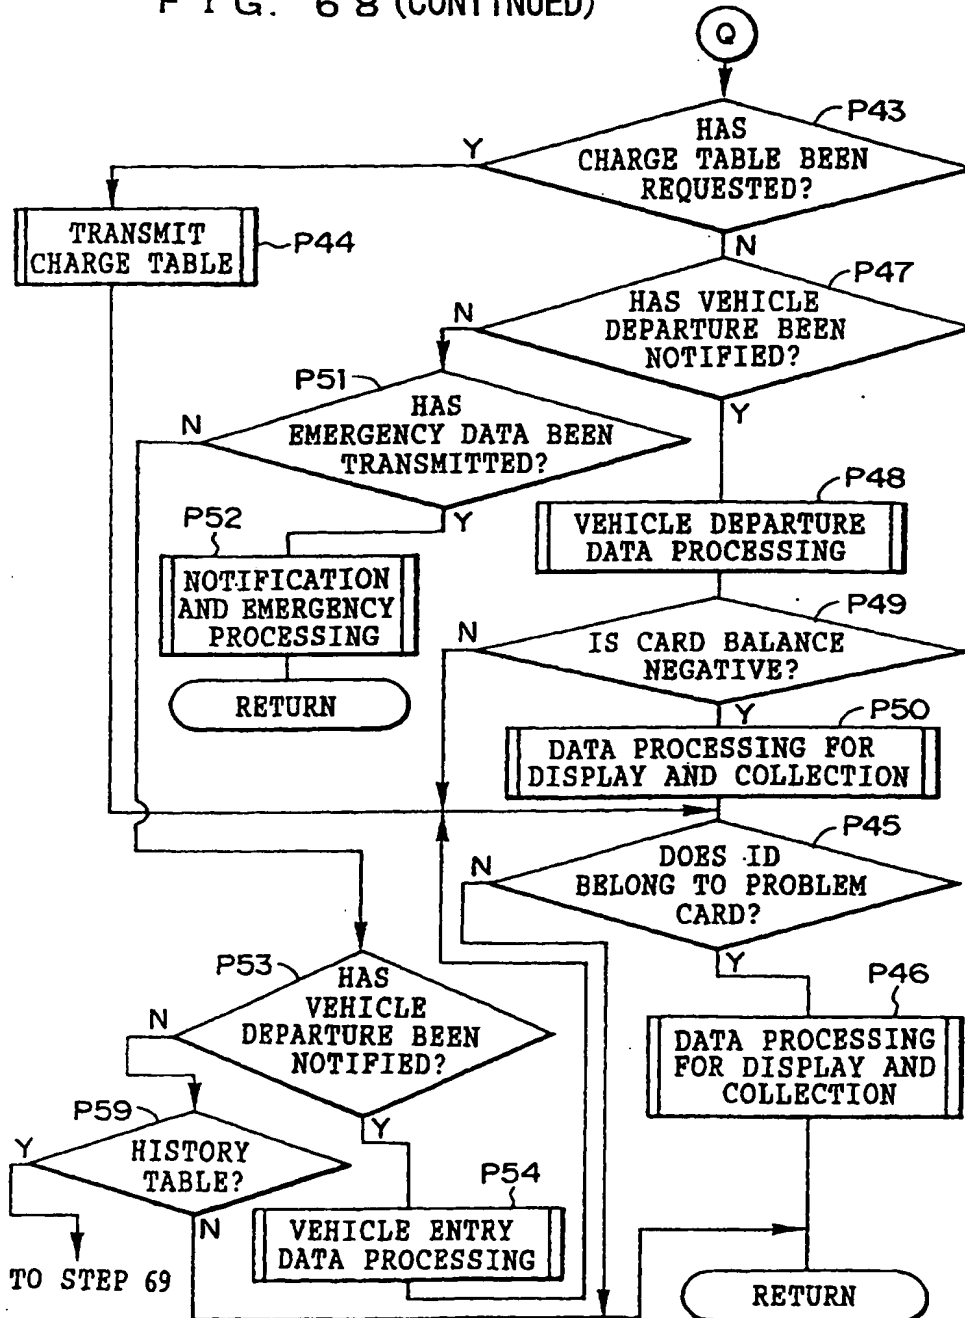 FIG. 68 (CONTINUED)
Q
P43
HAS
CHARGE TABLE BEEN
REQUESTED?
Y
N
TRANSMIT
CHARGE TABLE
P44
P47
HAS VEHICLE
DEPARTURE BEEN
NOTIFIED?
N
Y
P51
HAS
EMERGENCY DATA BEEN
TRANSMITTED?
N
Y
P48
VEHICLE DEPARTURE
DATA PROCESSING
P52
NOTIFICATION
AND EMERGENCY
PROCESSING
RETURN
P49
IS CARD BALANCE
NEGATIVE?
N
Y
P50
DATA PROCESSING FOR
DISPLAY AND COLLECTION
P45
DOES ID
BELONG TO PROBLEM
CARD?
N
Y
P46
DATA PROCESSING
FOR DISPLAY AND
COLLECTION
P53
HAS
VEHICLE
DEPARTURE BEEN
NOTIFIED?
N
Y
P59
HISTORY
TABLE?
Y
N
TO STEP 69
P54
VEHICLE ENTRY
DATA PROCESSING
RETURN